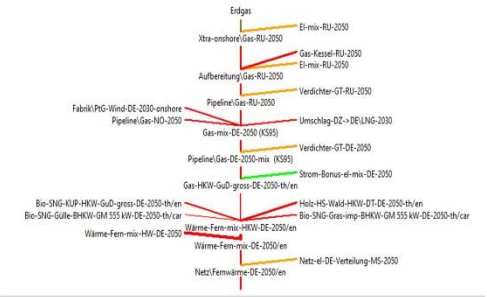 Erdgas
El-mix-RU-2050
Xtra-onshore\Gas-RU-2050
Gas-Kessel-RU-2050
El-mix-RU-2050
Aufbereitung\Gas-RU-2050
Verdichter-GT-RU-2050
Pipeline\Gas-RU-2050
Fabrik\PtG-Wind-DE-2030-onshore
Pipeline\Gas-NO-2050
Umschlag-DZ->DE\LNG-2030
Gas-mix-DE-2050 (KS95)
Verdichter-GT-DE-2050
Pipeline\Gas-DE-2050-mix (KS95)
Strom-Bonus-el-mix-DE-2050
Gas-HKW-GuD-gross-DE-2050-th/en
Bio-SNG-KUP-HKW-GuD-gross-DE-2050-th/en
Holz-HS-Wald-HKW-DT-DE-2050-th/en
Bio-SNG-Gülle-BHKW-GM 555 kW-DE-2050-th/car
Bio-SNG-Gras-imp-BHKW-GM 555 kW-DE-2050-th/car
Wärme-Fern-mix-HKW-DE-2050/en
Wärme-Fern-mix-HW-DE-2050
Wärme-Fern-mix-DE-2050/en
Netz-el-DE-Verteilung-MS-2050
Netz\Fernwärme-DE-2050/en